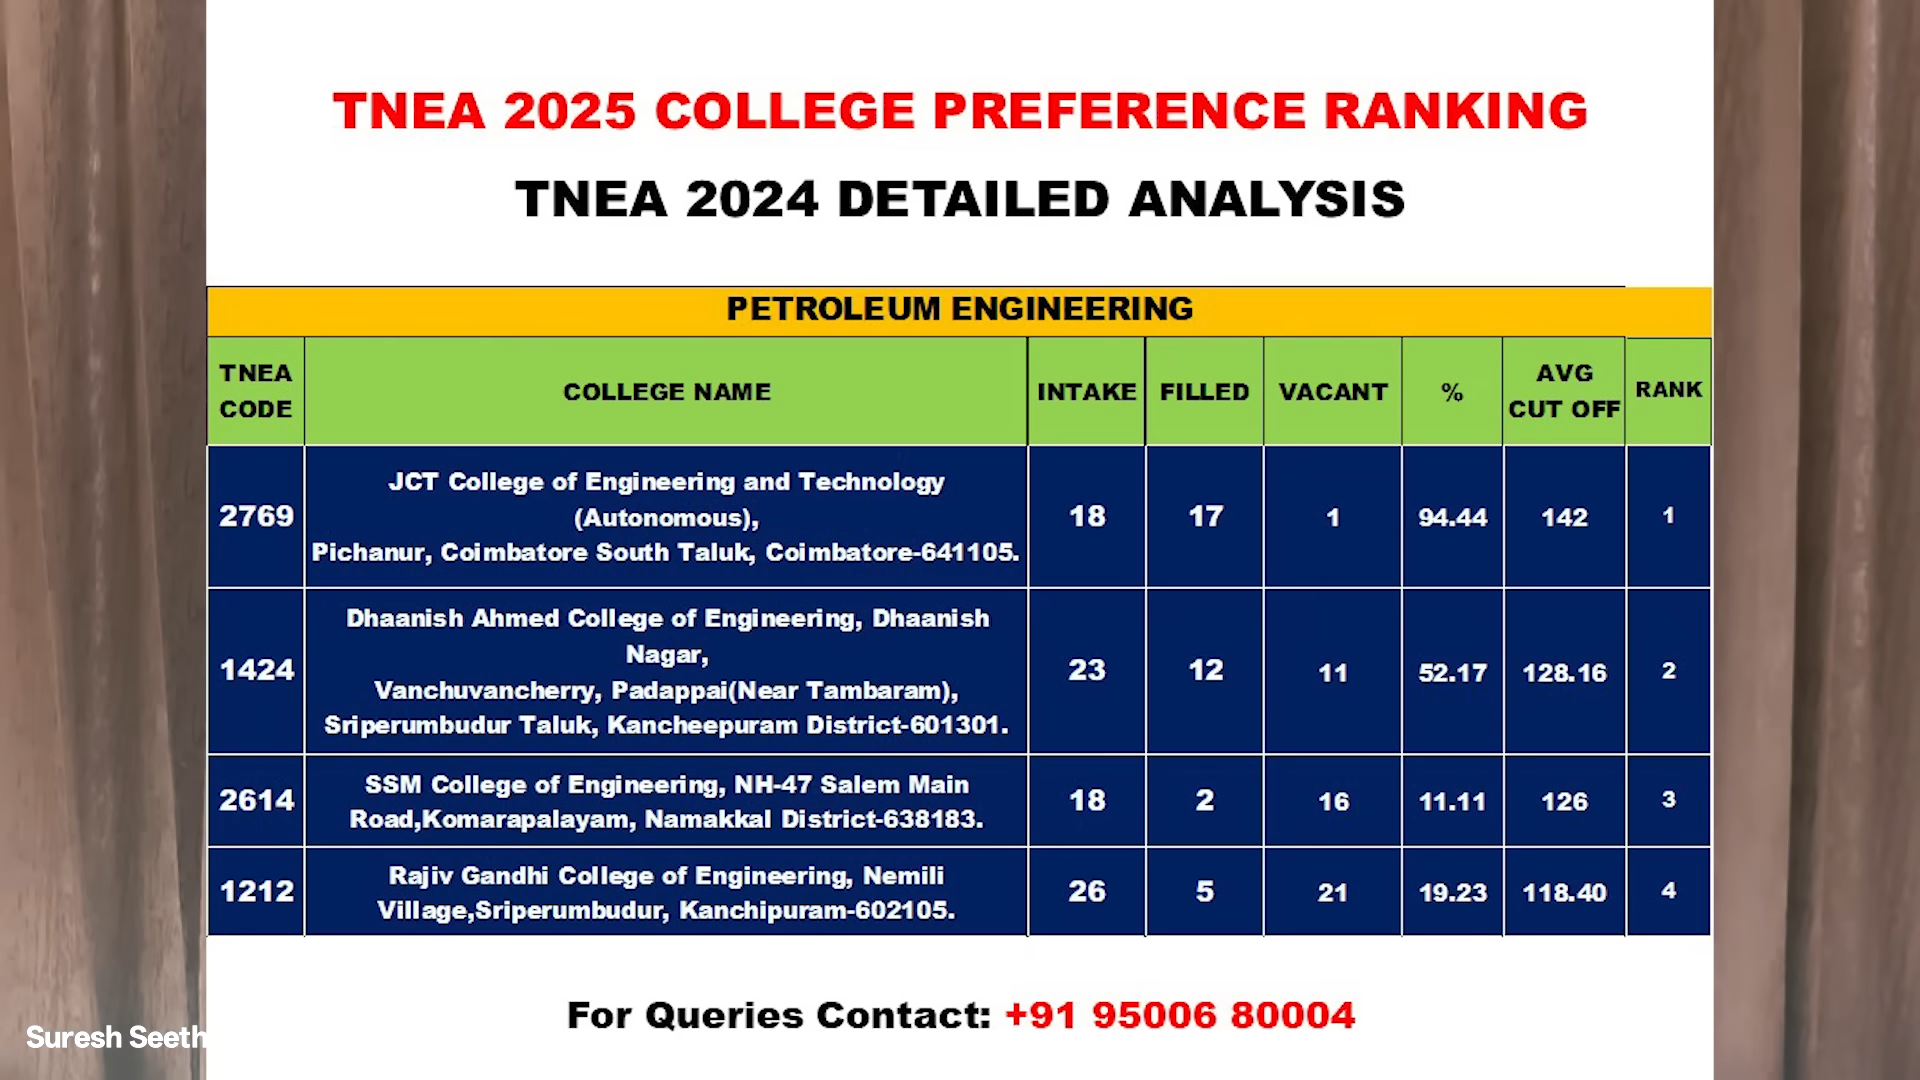 TNEA 2025 COLLEGE PREFERENCE RANKING
TNEA 2024 DETAILED ANALYSIS
PETROLEUM ENGINEERING
TNEA CODE COLLEGE NAME INTAKE FILLED VACANT % AVG CUT OFF RANK
2769
JCT College of Engineering and Technology
(Autonomous),
Pichanur, Coimbatore South Taluk, Coimbatore-641105.
18 17 1 94.44 142 1
1424
Dhaanish Ahmed College of Engineering, Dhaanish
Nagar,
Vanchuvancherry, Padappai(Near Tambaram),
Sriperumbudur Taluk, Kancheepuram District-601301.
23 12 11 52.17 128.16 2
2614
SSM College of Engineering, NH-47 Salem Main
Road,Komarapalayam, Namakkal District-638183.
18 2 16 11.11 126 3
1212
Rajiv Gandhi College of Engineering, Nemili
Village,Sriperumbudur, Kanchipuram-602105.
26 5 21 19.23 118.40 4
For Queries Contact: +91 95006 80004
Suresh Seeth